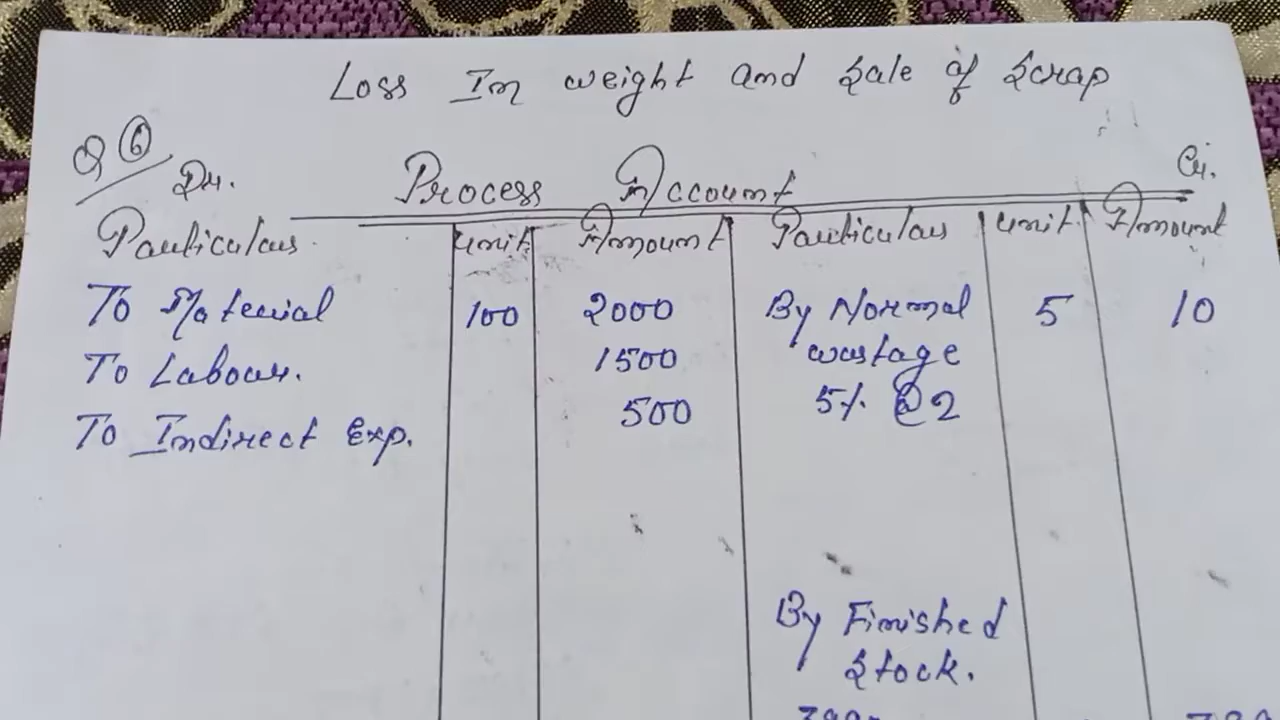 Loss In weight and Sale of Scrap
Q 6
Dr. Process Account Cr.
Particulars Unit Amount Particulars Unit Amount
To Material 100 2000 By Normal 5 10
To Labour. 1500 wastage
To Indirect Exp. 500 5% @2
By Finished
Stock.